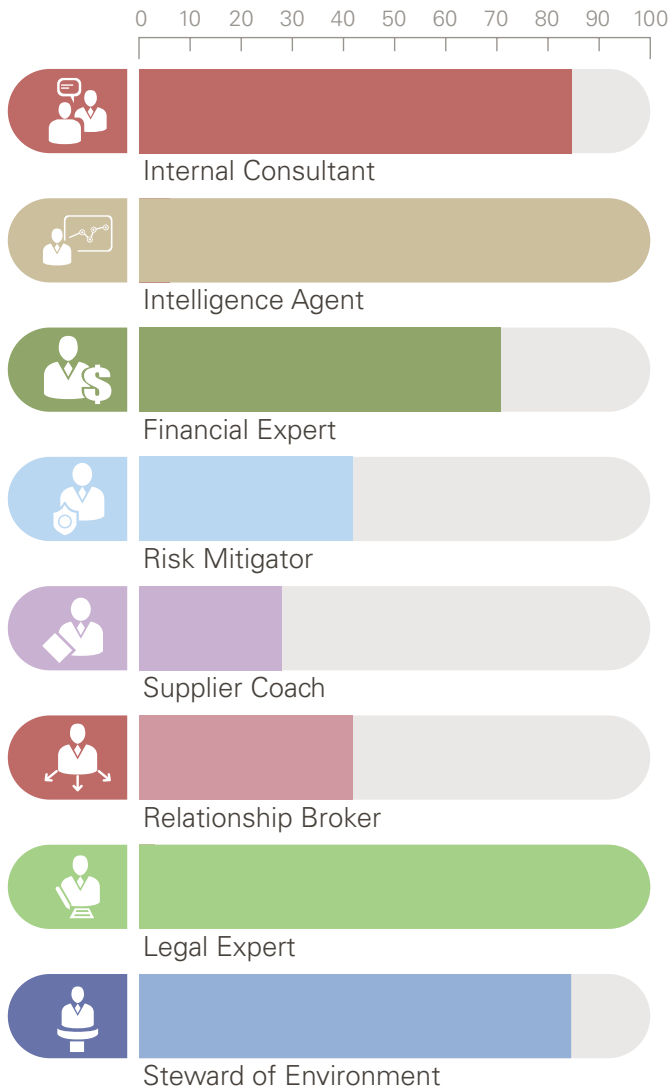 0 10 20 30 40 50 60 70 80 90 100
Internal Consultant
Intelligence Agent
$
Financial Expert
Risk Mitigator
Supplier Coach
Relationship Broker
Legal Expert
Steward of Environment